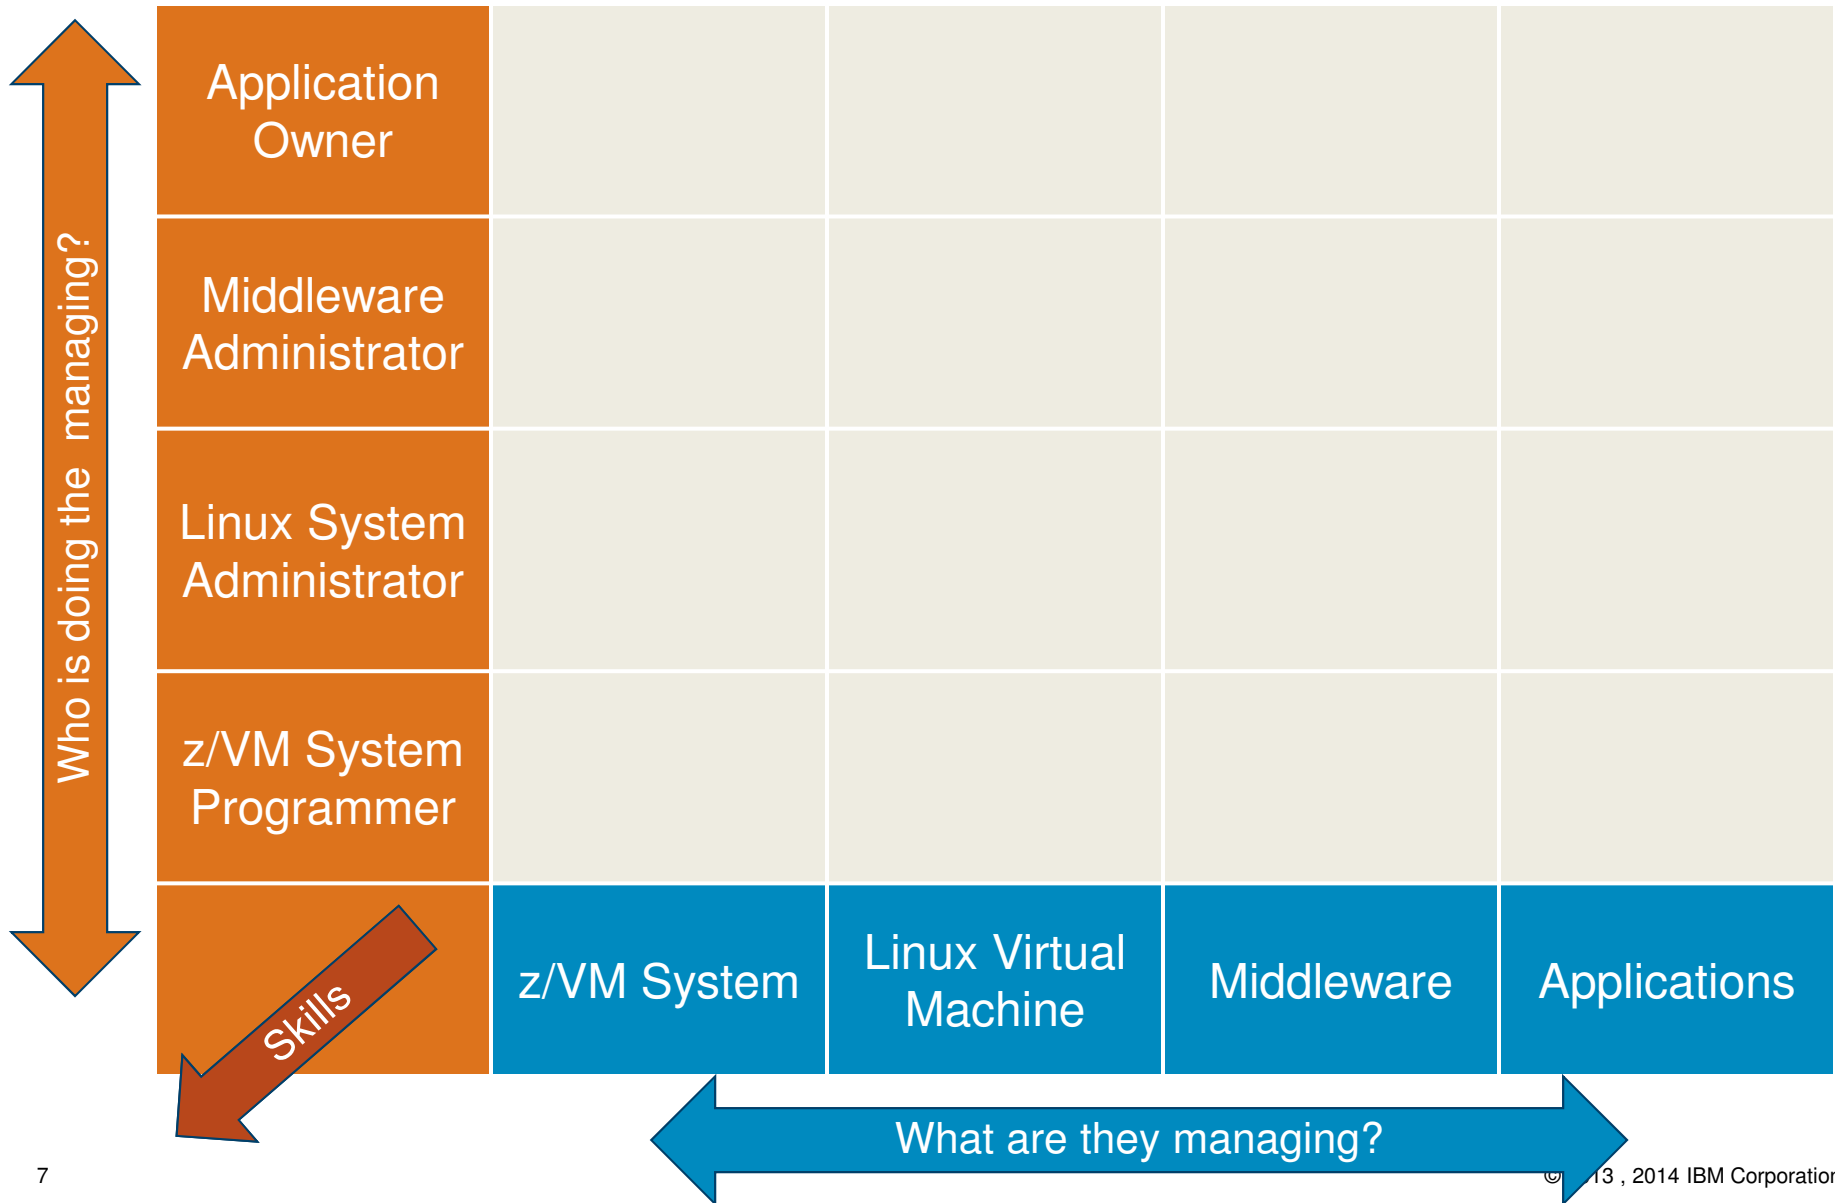 Who is doing the managing?
Application
Owner
Middleware
Administrator
Linux System
Administrator
z/VM System
Programmer
Skills
z/VM System
Linux Virtual
Machine
Middleware
Applications
What are they managing?
7
© 13 , 2014 IBM Corporation